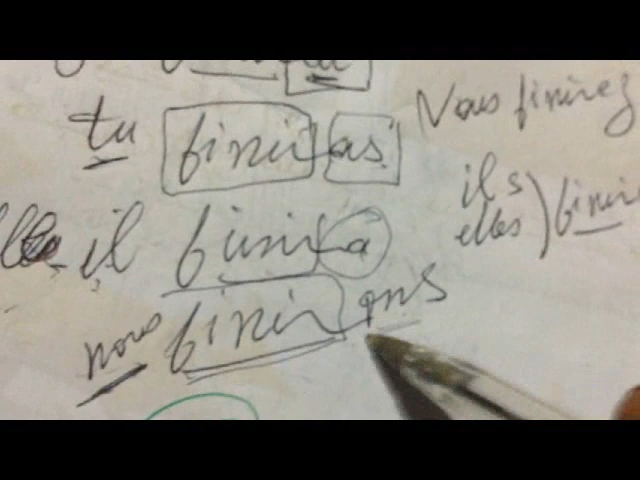 tu finiras
il finira
nous finirons
Vous finirez
ils
elles